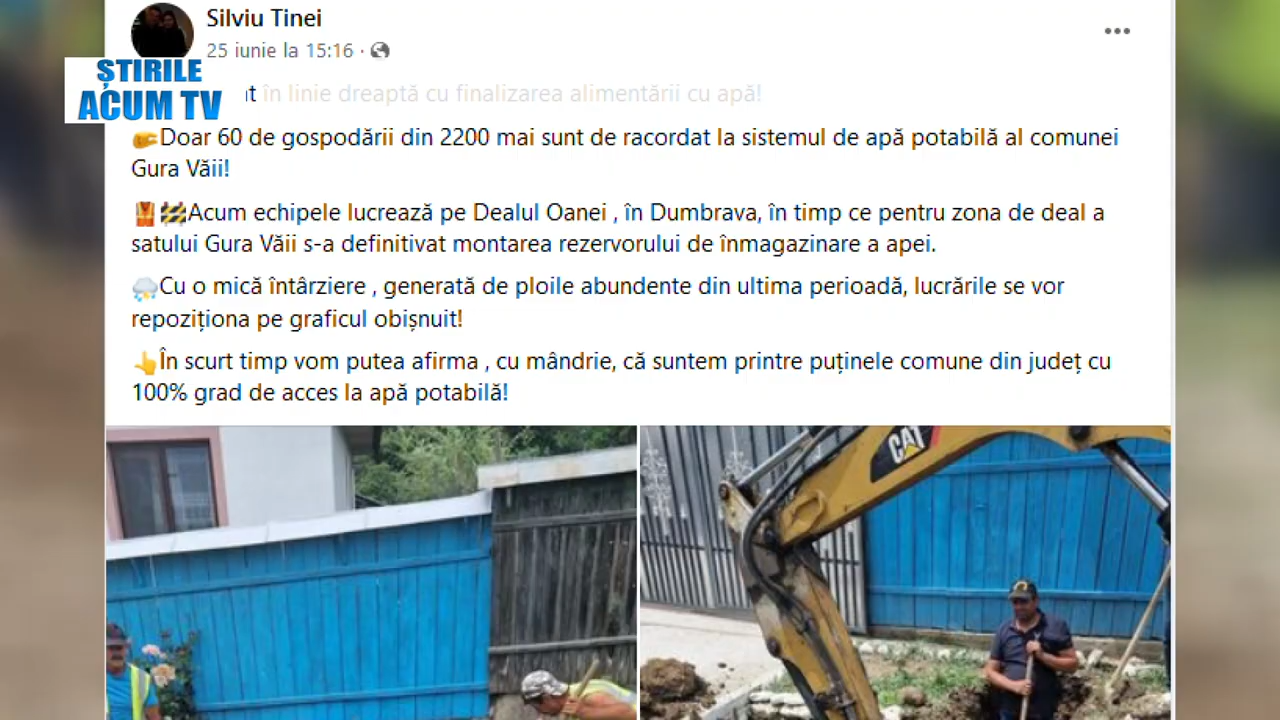 Silviu Tinei
25 iunie la 15:16
ȘTIRILE
ACUM TV
în linie dreaptă cu finalizarea alimentării cu apă!
Doar 60 de gospodării din 2200 mai sunt de racordat la sistemul de apă potabilă al comunei
Gura Văii!
Acum echipele lucrează pe Dealul Oanei , în Dumbrava, în timp ce pentru zona de deal a
satului Gura Văii s-a definitivat montarea rezervorului de înmagazinare a apei.
Cu o mică întârziere , generată de ploile abundente din ultima perioadă, lucrările se vor
repoziționa pe graficul obișnuit!
În scurt timp vom putea afirma , cu mândrie, că suntem printre puținele comune din județ cu
100% grad de acces la apă potabilă!
CAT